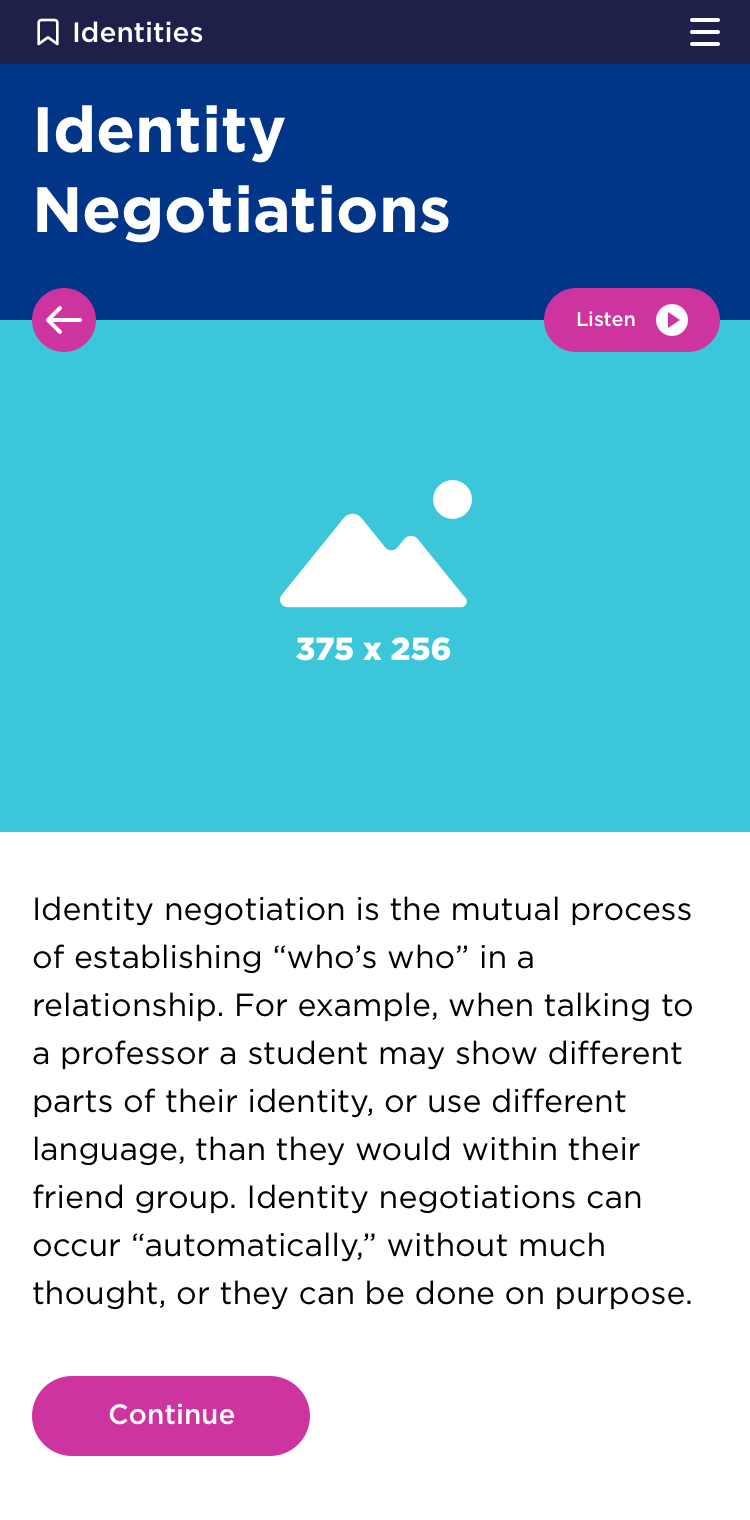 Identities
Identity
Negotiations
Listen
375 x 256
Identity negotiation is the mutual process
of establishing “who’s who” in a
relationship. For example, when talking to
a professor a student may show different
parts of their identity, or use different
language, than they would within their
friend group. Identity negotiations can
occur “automatically,” without much
thought, or they can be done on purpose.
Continue